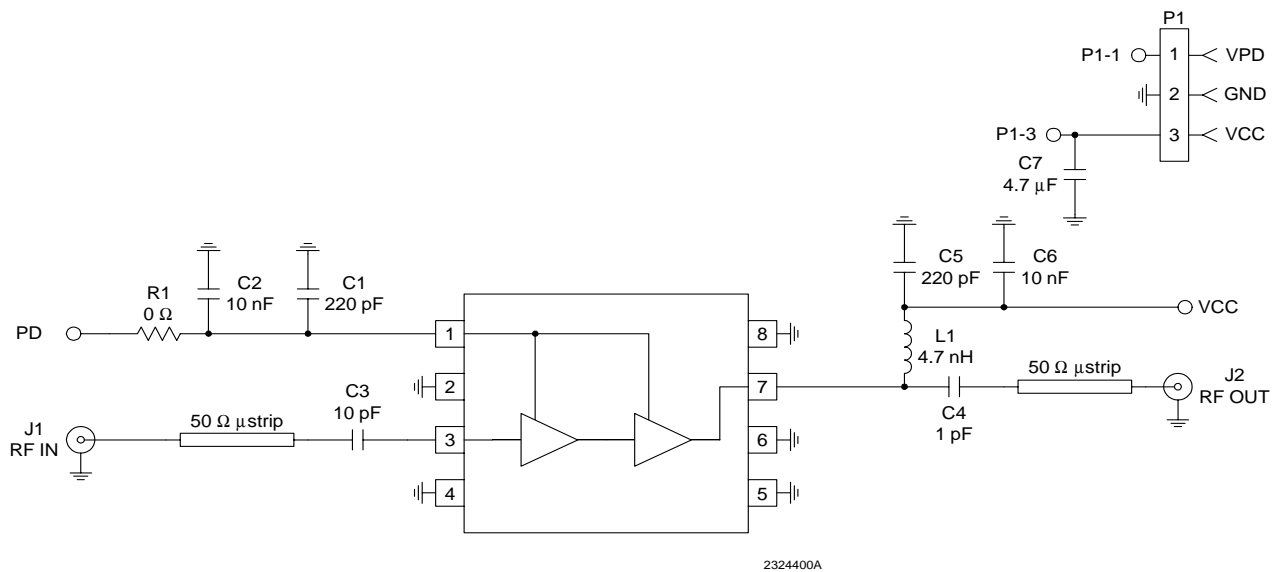 P1
P1-1
1
VPD
2
GND
P1-3
3
VCC
C7
4.7 μF
C2
10 nF
C1
220 pF
C5
220 pF
C6
10 nF
R1
0 Ω
PD
VCC
1
8
L1
4.7 nH
2
7
50 Ω μstrip
J2
RF OUT
C3
10 pF
C4
1 pF
50 Ω μstrip
J1
RF IN
3
6
4
5
2324400A